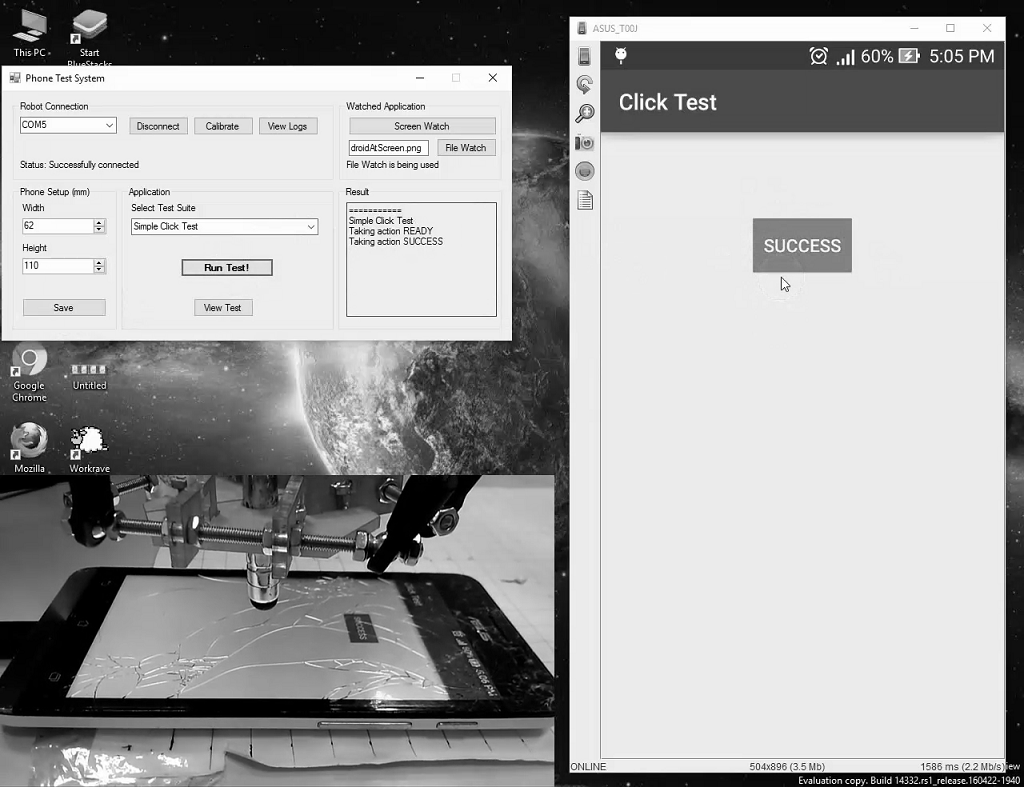 This PC
Start
BlueStacks
Phone Test System
Robot Connection
COM5
Disconnect
Calibrate
View Logs
Status: Successfully connected
Watched Application
Screen Watch
droidAtScreen.png
File Watch
File Watch is being used
Phone Setup (mm)
Width
62
Height
110
Save
Application
Select Test Suite
Simple Click Test
Run Test!
View Test
Result
===========
Simple Click Test
Taking action READY
Taking action SUCCESS
Google
Chrome
Untitled
Mozilla
Workrave
ASUS_T00J
60%
5:05 PM
Click Test
SUCCESS
ONLINE
504x896 (3.5 Mb)
1586 ms (2.2 Mb/s)
Evaluation copy. Build 14332.rs1_release.160422-1940
SUCCESS